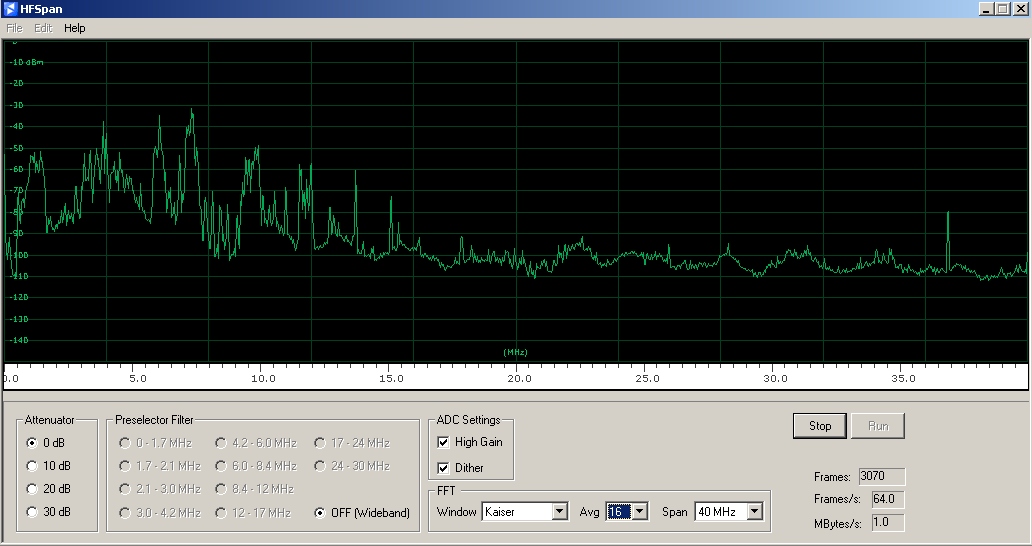 HFSpan
File Edit Help
-10 dBm
-20
-30
-40
-50
-60
-70
-80
-90
-100
-110
-120
-130
-140
(MHz)
0.0 5.0 10.0 15.0 20.0 25.0 30.0 35.0
Attenuator Preselector Filter ADC Settings
Stop Run
0 dB 0 - 1.7 MHz 4.2 - 6.0 MHz 17 - 24 MHz High Gain
10 dB 1.7 - 2.1 MHz 6.0 - 8.4 MHz 24 - 30 MHz Dither
Frames: 3070
20 dB 2.1 - 3.0 MHz 8.4 - 12 MHz
FFT
Frames/s: 64.0
30 dB 3.0 - 4.2 MHz 12 - 17 MHz OFF (Wideband) Window Kaiser Avg 16 Span 40 MHz
MBytes/s: 1.0